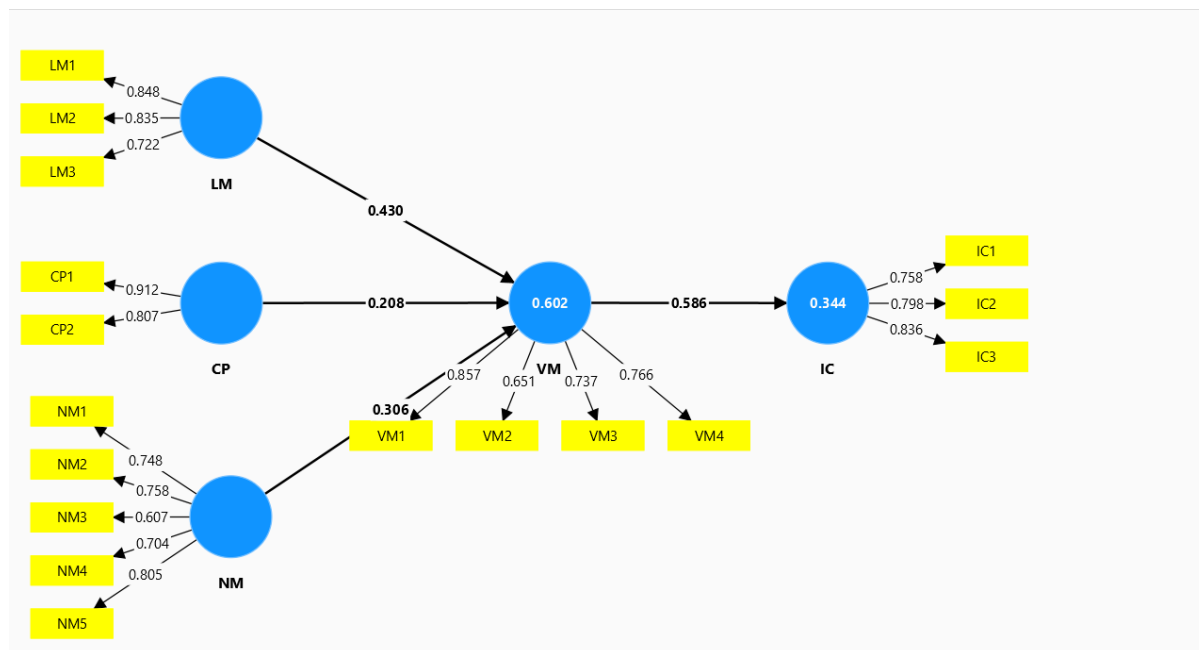 LM1
0.848
LM2
0.835
0.722
LM3
LM
0.430
CP1
0.912
CP2
0.807
CP
0.208
0.602
VM
0.586
0.344
IC
0.758
IC1
0.798
IC2
0.836
IC3
0.857
0.651
0.737
0.766
0.306
VM1
VM2
VM3
VM4
NM1
0.748
NM2
0.758
NM3
0.607
0.704
NM4
0.805
NM
NM5